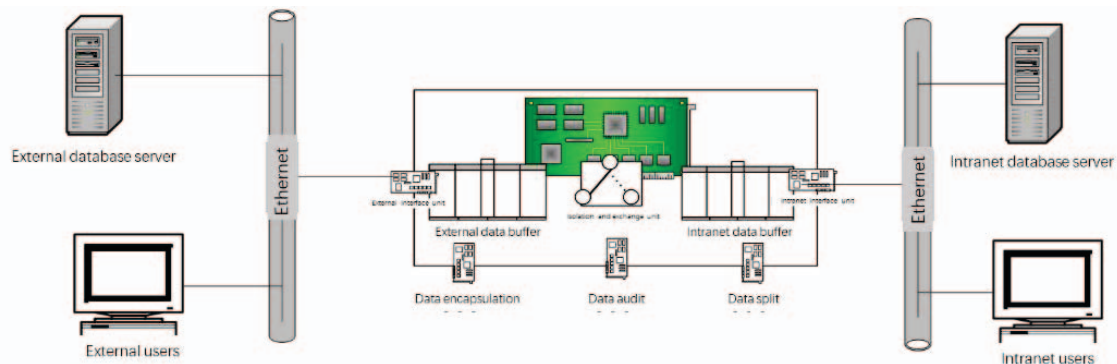 External database server
Ethernet
External users
External interface unit
External data buffer
Isolation and exchange unit
Intranet data buffer
Intranet interface unit
Data encapsulation
Data audit
Data split
Ethernet
Intranet database server
Intranet users